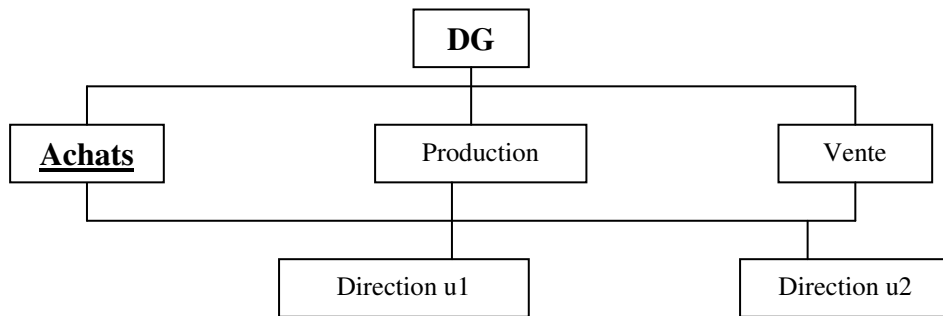 DG
Achats
Production
Vente
Direction u1
Direction u2